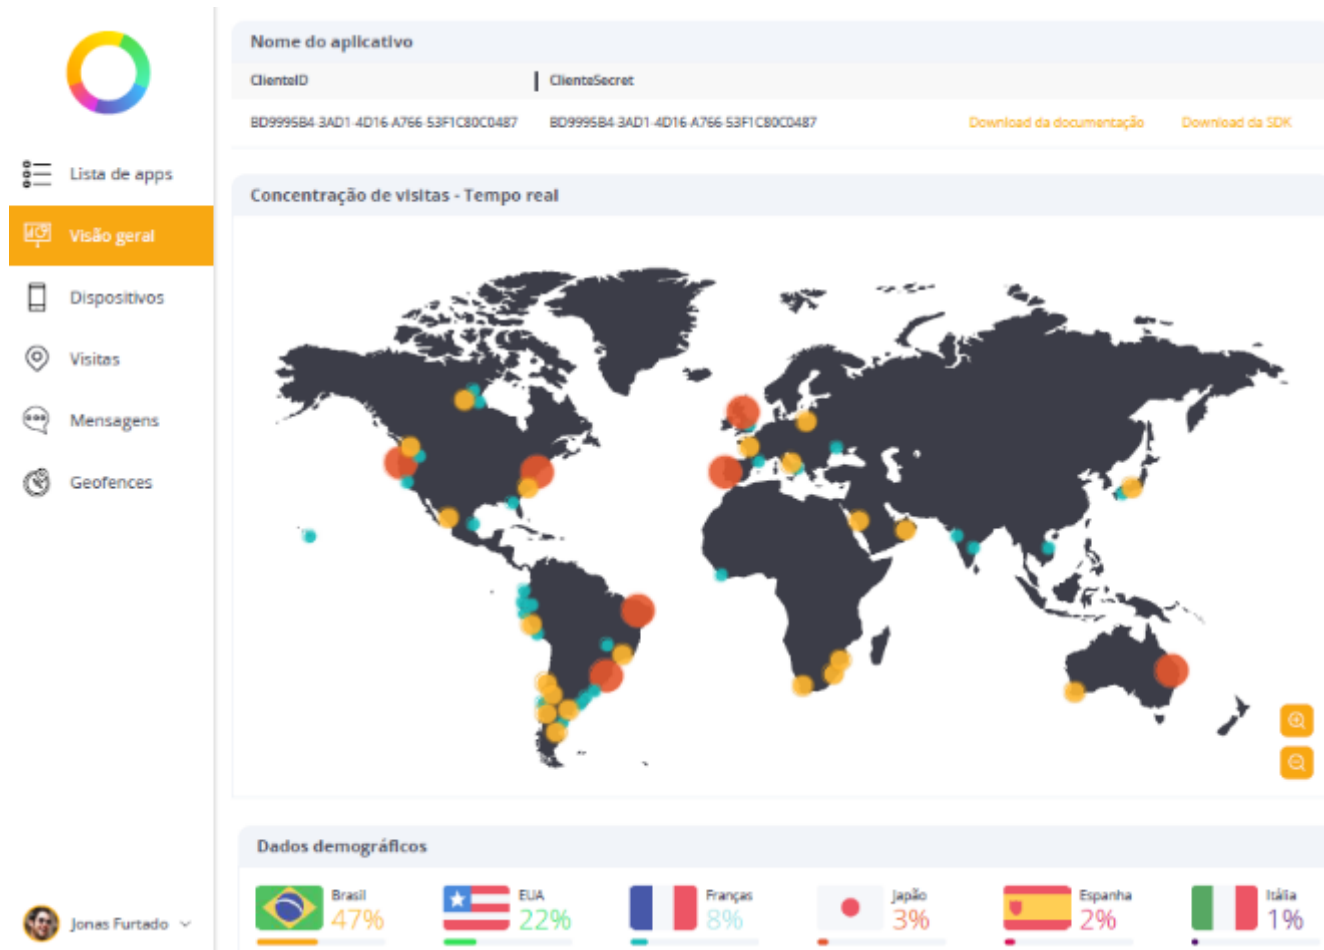 Nome do aplicativo
ClienteID
ClienteSecret
BD9995B4-3AD1-4D16-A766-53F1C80C0487
BD9995B4-3AD1-4D16-A766-53F1C80C0487
Download da documentação
Download da SDK
Lista de apps
Visão geral
Dispositivos
Visitas
Mensagens
Geofences
Concentração de visitas - Tempo real
Dados demográficos
Brasil
47%
EUA
22%
Franças
8%
Japão
3%
Espanha
2%
Itália
1%
Jonas Furtado